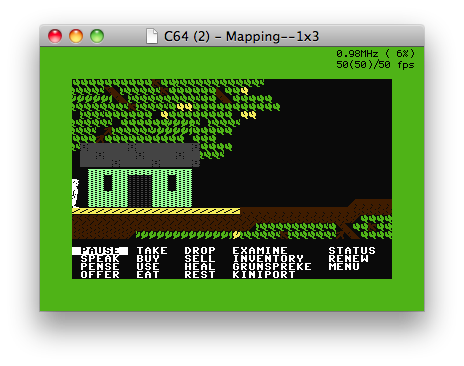 C64 (2) - Mapping--1x3
0.98MHz ( 6%)
50(50)/50 fps
PAUSE TAKE DROP EXAMINE STATUS
SPEAK BUY SELL INVENTORY RENEW
PENSE USE HEAL GRUNSPREKE MENU
OFFER EAT REST KINIPORT